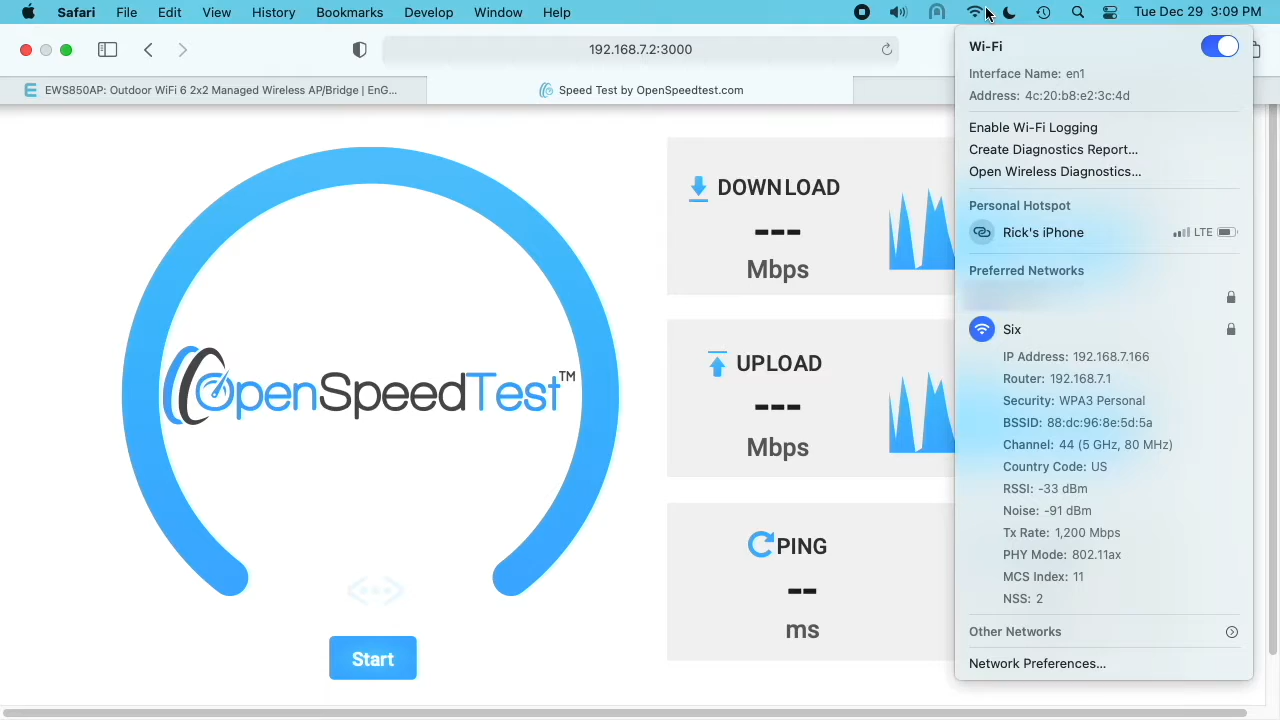 Safari File Edit View History Bookmarks Develop Window Help Tue Dec 29 3:09 PM
192.168.7.2:3000
EWS850AP: Outdoor WiFi 6 2x2 Managed Wireless AP/Bridge | EnG...
Speed Test by OpenSpeedtest.com
OpenSpeedTest™
Start
DOWNLOAD
---
Mbps
UPLOAD
---
Mbps
PING
--
ms
Wi-Fi
Interface Name: en1
Address: 4c:20:b8:e2:3c:4d
Enable Wi-Fi Logging
Create Diagnostics Report...
Open Wireless Diagnostics...
Personal Hotspot
Rick's iPhone LTE
Preferred Networks
Six
IP Address: 192.168.7.166
Router: 192.168.7.1
Security: WPA3 Personal
BSSID: 88:dc:96:8e:5d:5a
Channel: 44 (5 GHz, 80 MHz)
Country Code: US
RSSI: -33 dBm
Noise: -91 dBm
Tx Rate: 1,200 Mbps
PHY Mode: 802.11ax
MCS Index: 11
NSS: 2
Other Networks
Network Preferences...